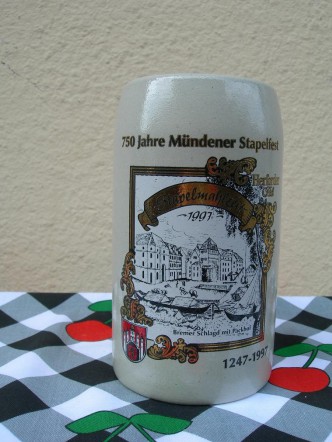 750 Jahre Mündener Stapelfest
1997
Bremer Schlagd mit Packhof
1247-1997